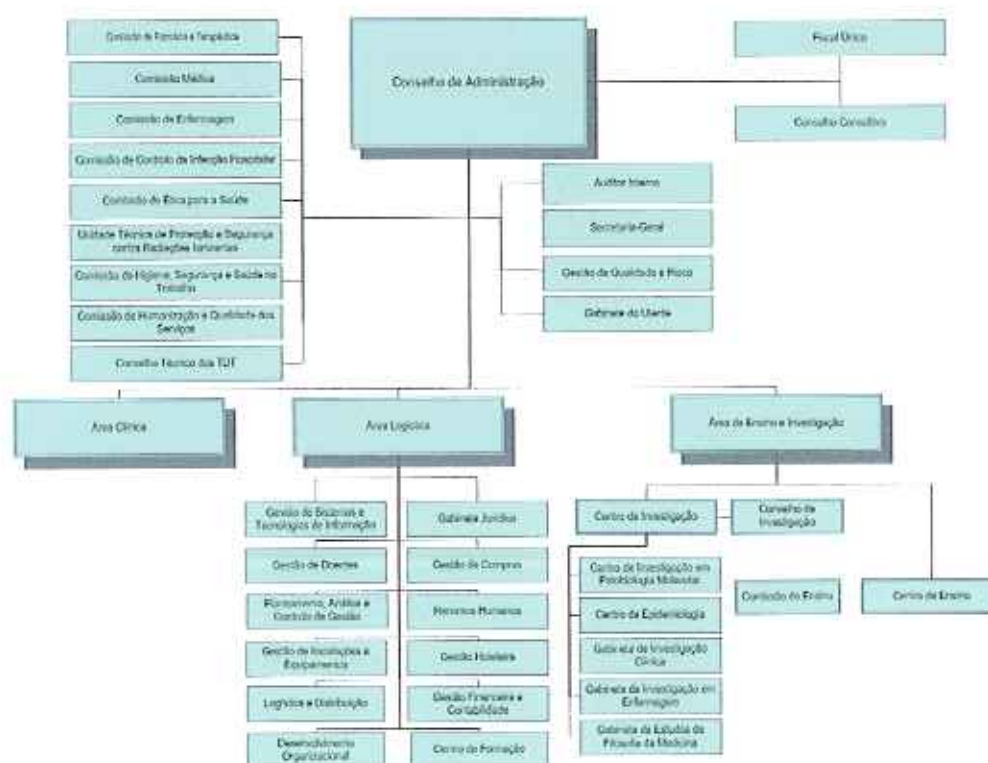 Comissão de Farmácia e Terapêutica
Comissão Médica
Comissão de Enfermagem
Comissão de Controlo da Infecção Hospitalar
Comissão de Ética para a Saúde
Unidade Técnica de Protecção e Segurança
contra Radiações Ionizantes
Comissão de Higiene, Segurança e Saúde no
Trabalho
Comissão de Humanização e Qualidade dos
Serviços
Conselho Técnico dos TDT
Conselho de Administração
Fiscal Único
Conselho Consultivo
Auditor Interno
Secretaria-Geral
Gestão da Qualidade e Risco
Gabinete do Utente
Área Clínica
Área Logística
Área de Ensino e Investigação
Gestão de Sistemas e
Tecnologias de Informação
Gabinete Jurídico
Gestão de Doentes
Gestão de Compras
Planeamento, Análise e
Controlo de Gestão
Recursos Humanos
Gestão de Instalações e
Equipamentos
Gestão Hoteleira
Logística e Distribuição
Gestão Financeira e
Contabilidade
Desenvolvimento
Organizacional
Centro de Formação
Centro de Investigação
Conselho de
Investigação
Centro de Investigação em
Patobiologia Molecular
Centro de Epidemiologia
Gabinete de Investigação
Clínica
Gabinete de Investigação em
Enfermagem
Gabinete de Estudos de
Filosofia da Medicina
Comissão de Ensino
Centro de Ensino